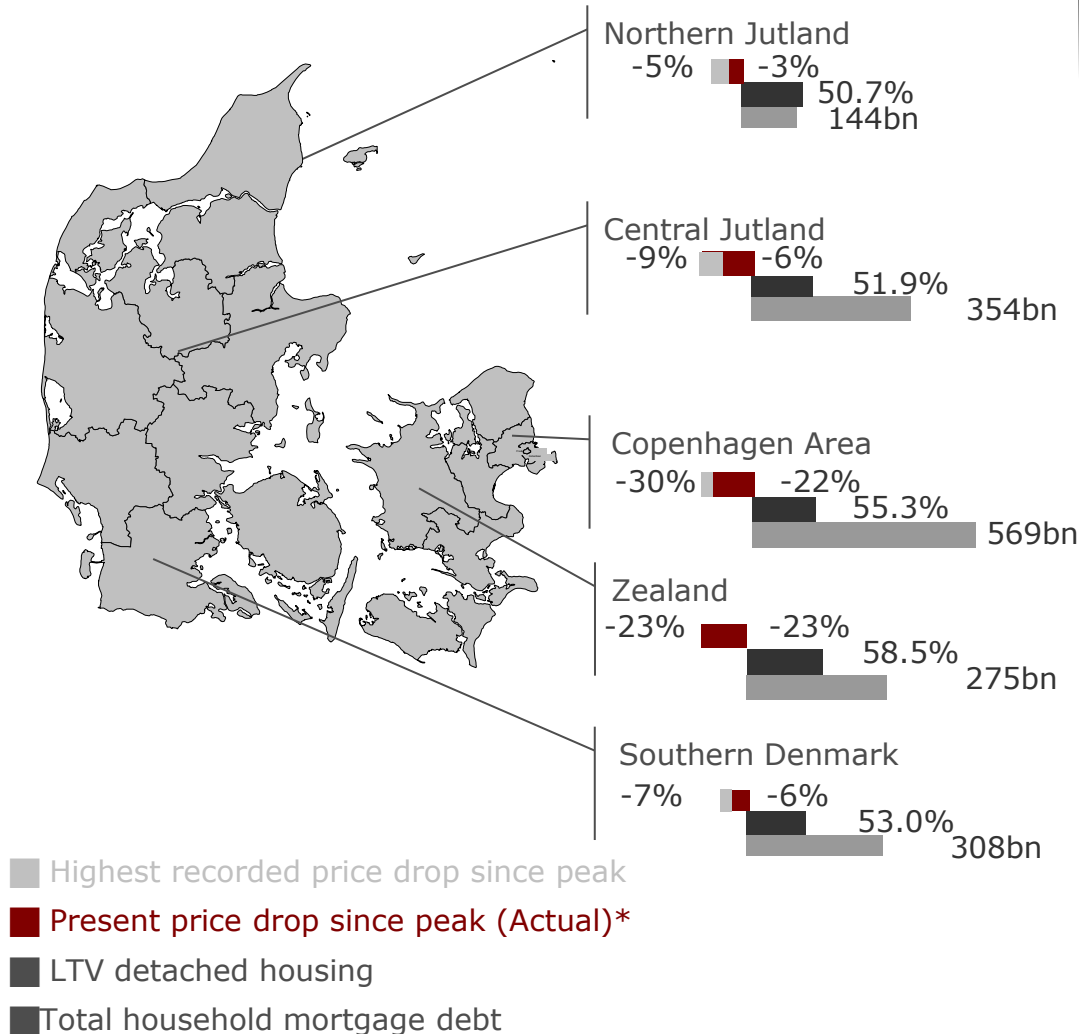 Northern Jutland
-5% -3%
50.7%
144bn
Central Jutland
-9% -6%
51.9%
354bn
Copenhagen Area
-30% -22%
55.3%
569bn
Zealand
-23% -23%
58.5%
275bn
Southern Denmark
-7% -6%
53.0%
308bn
Highest recorded price drop since peak
Present price drop since peak (Actual)*
LTV detached housing
Total household mortgage debt